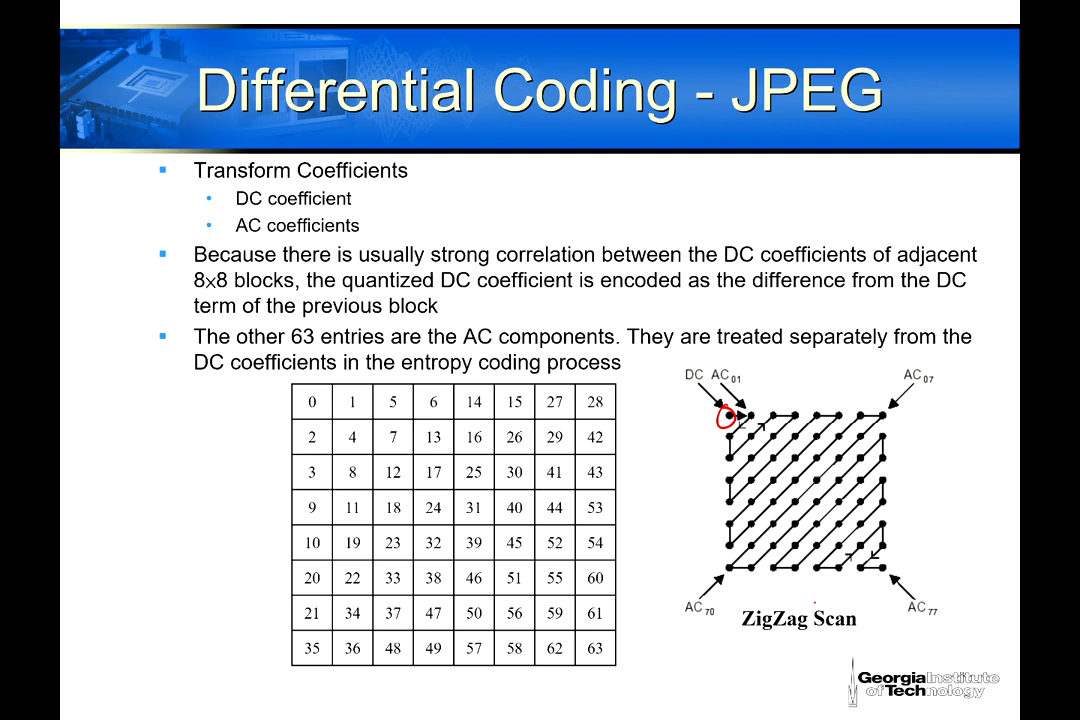 Differential Coding - JPEG
Transform Coefficients
DC coefficient
AC coefficients
Because there is usually strong correlation between the DC coefficients of adjacent
8×8 blocks, the quantized DC coefficient is encoded as the difference from the DC
term of the previous block
The other 63 entries are the AC components. They are treated separately from the
DC coefficients in the entropy coding process
0 1 5 6 14 15 27 28
2 4 7 13 16 26 29 42
3 8 12 17 25 30 41 43
9 11 18 24 31 40 44 53
10 19 23 32 39 45 52 54
20 22 33 38 46 51 55 60
21 34 37 47 50 56 59 61
35 36 48 49 57 58 62 63
DC AC01 AC07
AC70 AC77
ZigZag Scan
GeorgiaInstitute
ofTechnology